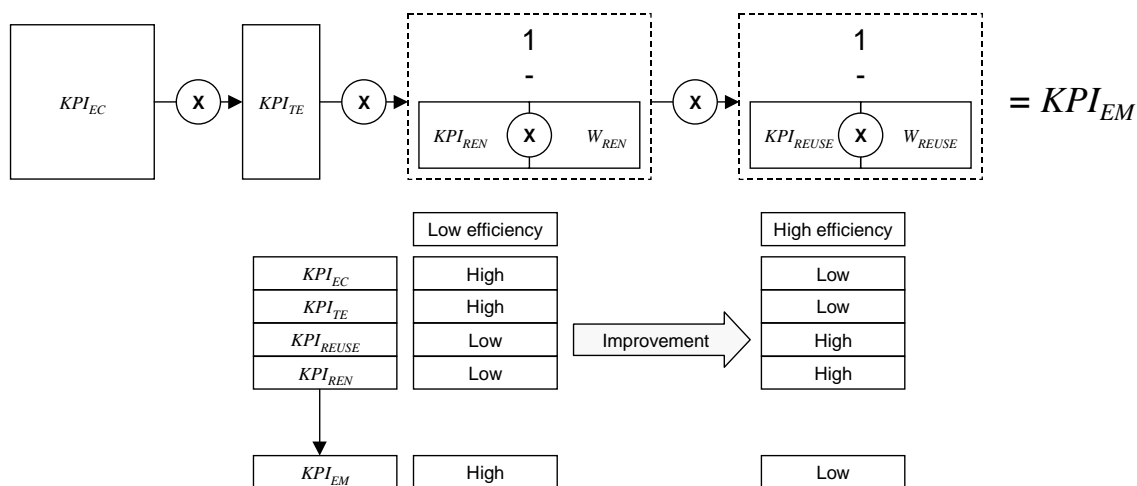 KPI_EC X KPI_TE X 1 - KPI_REN X W_REN X 1 - KPI_REUSE X W_REUSE = KPI_EM
Low efficiency High efficiency
KPI_EC High Low
KPI_TE High Low
KPI_REUSE Low Improvement High
KPI_REN Low High
KPI_EM High Low